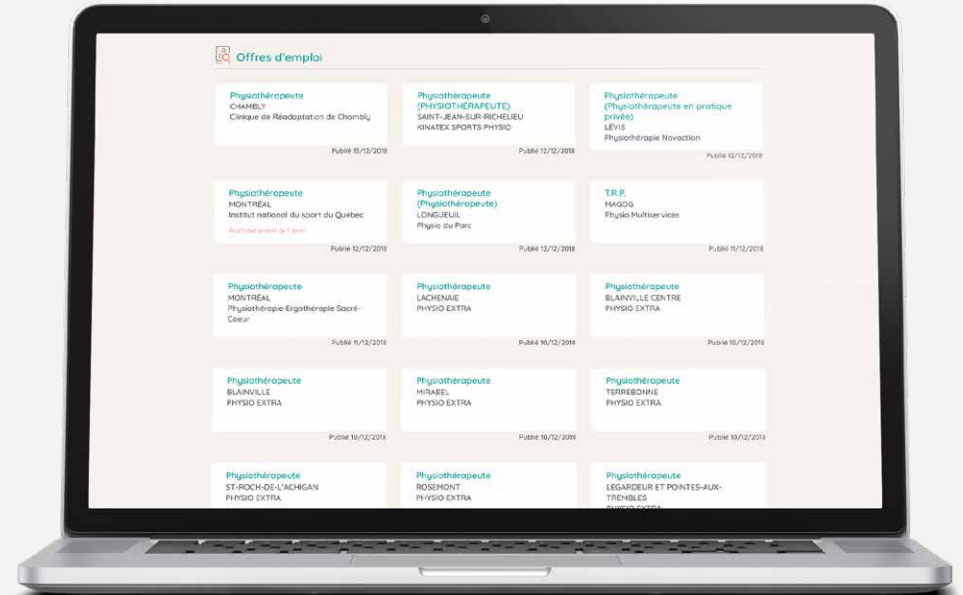 Offres d'emploi
Physiothérapeute
CHAMBLY
Clinique de Réadaptation de Chambly
Publié 13/12/2018
Physiothérapeute
(PHYSIOTHÉRAPEUTE)
SAINT-JEAN-SUR-RICHELIEU
KINATEX SPORTS PHYSIO
Publié 12/12/2018
Physiothérapeute
(Physiothérapeute en pratique
privée)
LÉVIS
Physiothérapie Novaction
Publié 12/12/2018
Physiothérapeute
MONTRÉAL
Institut national du sport du Québec
Publié 12/12/2018
Physiothérapeute
(Physiothérapeute)
LONGUEUIL
Physio du Parc
Publié 12/12/2018
T.R.P.
MAGOG
Physio Multiservices
Publié 11/12/2018
Physiothérapeute
MONTRÉAL
Physiothérapie Ergothérapie Sacré-
Coeur
Publié 11/12/2018
Physiothérapeute
LACHENAIE
PHYSIO EXTRA
Publié 10/12/2018
Physiothérapeute
BLAINVILLE CENTRE
PHYSIO EXTRA
Publié 10/12/2018
Physiothérapeute
BLAINVILLE
PHYSIO EXTRA
Publié 10/12/2018
Physiothérapeute
MIRABEL
PHYSIO EXTRA
Publié 10/12/2018
Physiothérapeute
TERREBONNE
PHYSIO EXTRA
Publié 10/12/2018
Physiothérapeute
ST-ROCH-DE-L'ACHIGAN
PHYSIO EXTRA
Physiothérapeute
ROSEMONT
PHYSIO EXTRA
Physiothérapeute
LEGARDEUR ET POINTES-AUX-
TREMBLES
PHYSIO EXTRA